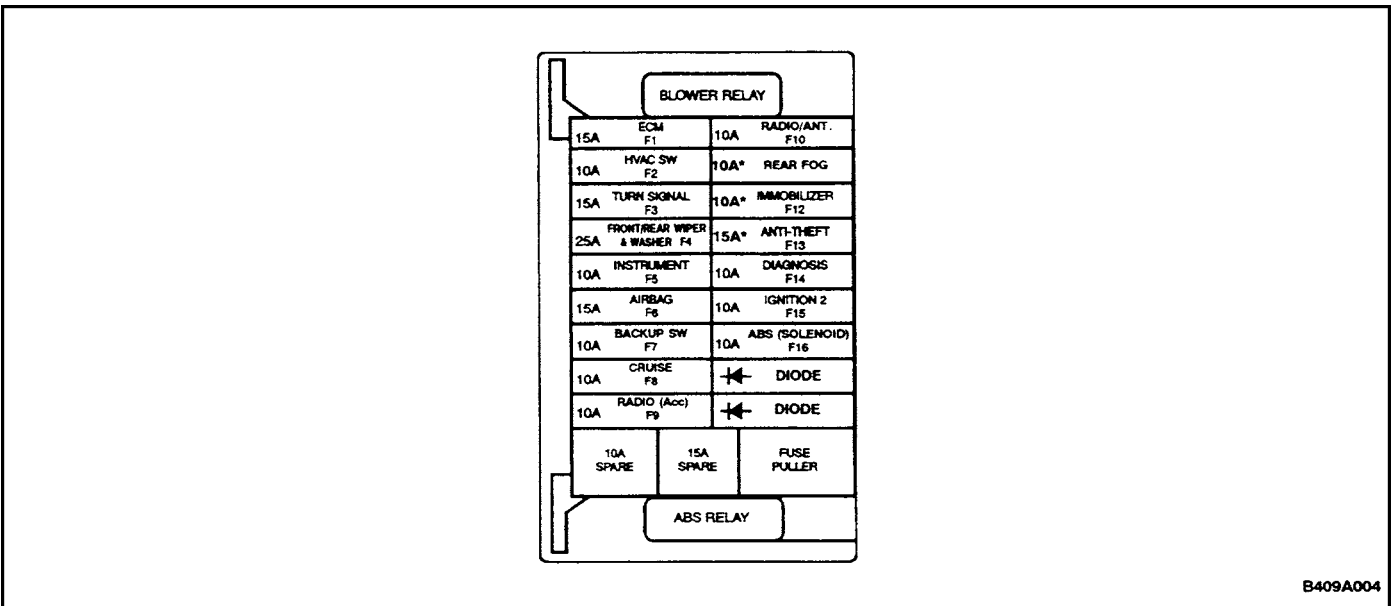 BLOWER RELAY
15A ECM F1
10A RADIO/ANT. F10
10A HVAC SW F2
10A* REAR FOG
15A TURN SIGNAL F3
10A* IMMOBILIZER F12
25A FRONT/REAR WIPER
& WASHER F4
15A* ANTI-THEFT F13
10A INSTRUMENT F5
10A DIAGNOSIS F14
15A AIRBAG F6
10A IGNITION 2 F15
10A BACKUP SW F7
10A ABS (SOLENOID) F16
10A CRUISE F8
DIODE
10A RADIO (Acc) F9
DIODE
10A
SPARE
15A
SPARE
FUSE
PULLER
ABS RELAY
B409A004